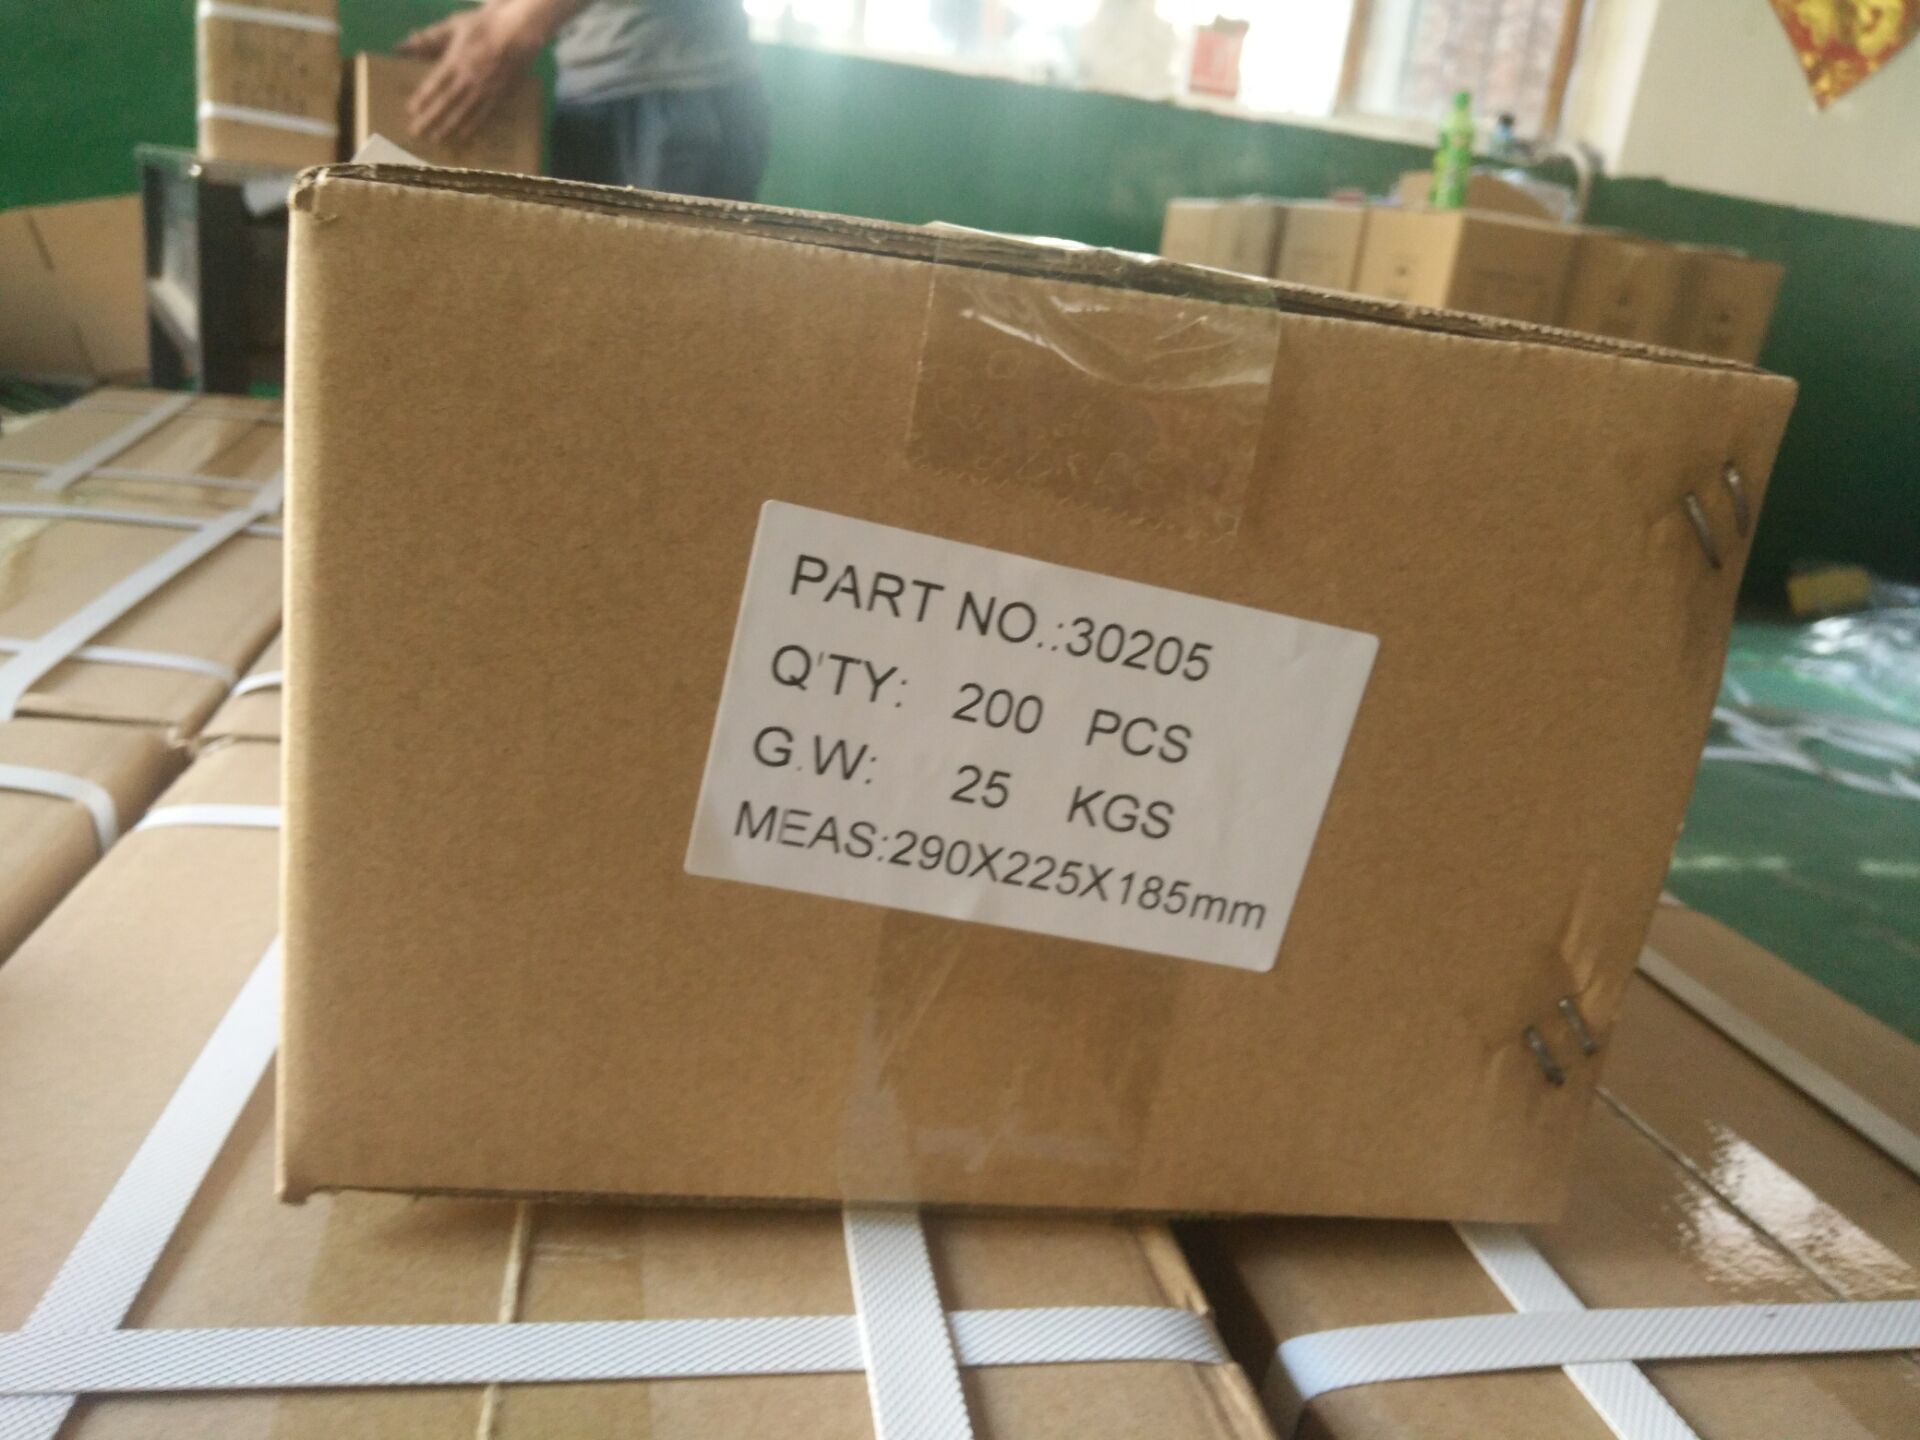 PART NO.:30205
Q'TY: 200 PCS
G.W: 25 KGS
MEAS:290X225X185mm